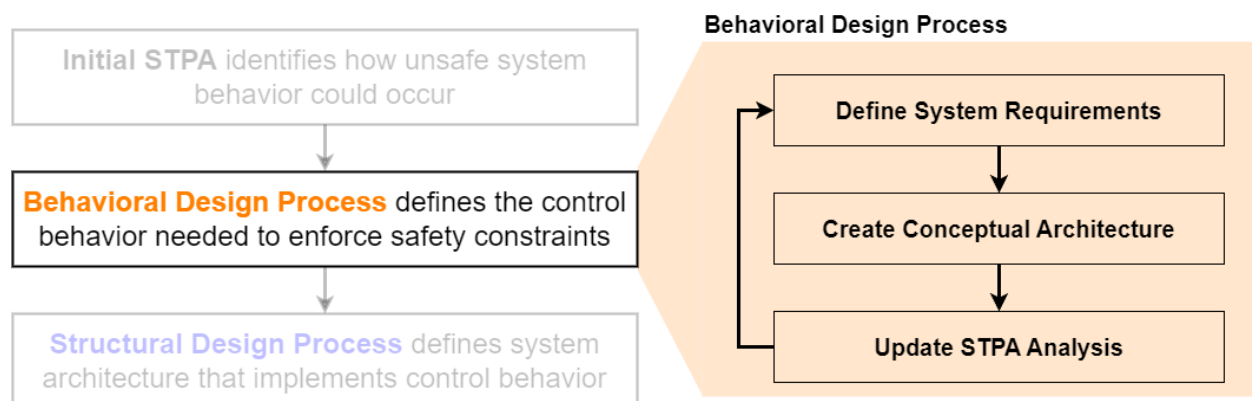 Behavioral Design Process
Initial STPA identifies how unsafe system
behavior could occur
Behavioral Design Process defines the control
behavior needed to enforce safety constraints
Structural Design Process defines system
architecture that implements control behavior
Define System Requirements
Create Conceptual Architecture
Update STPA Analysis